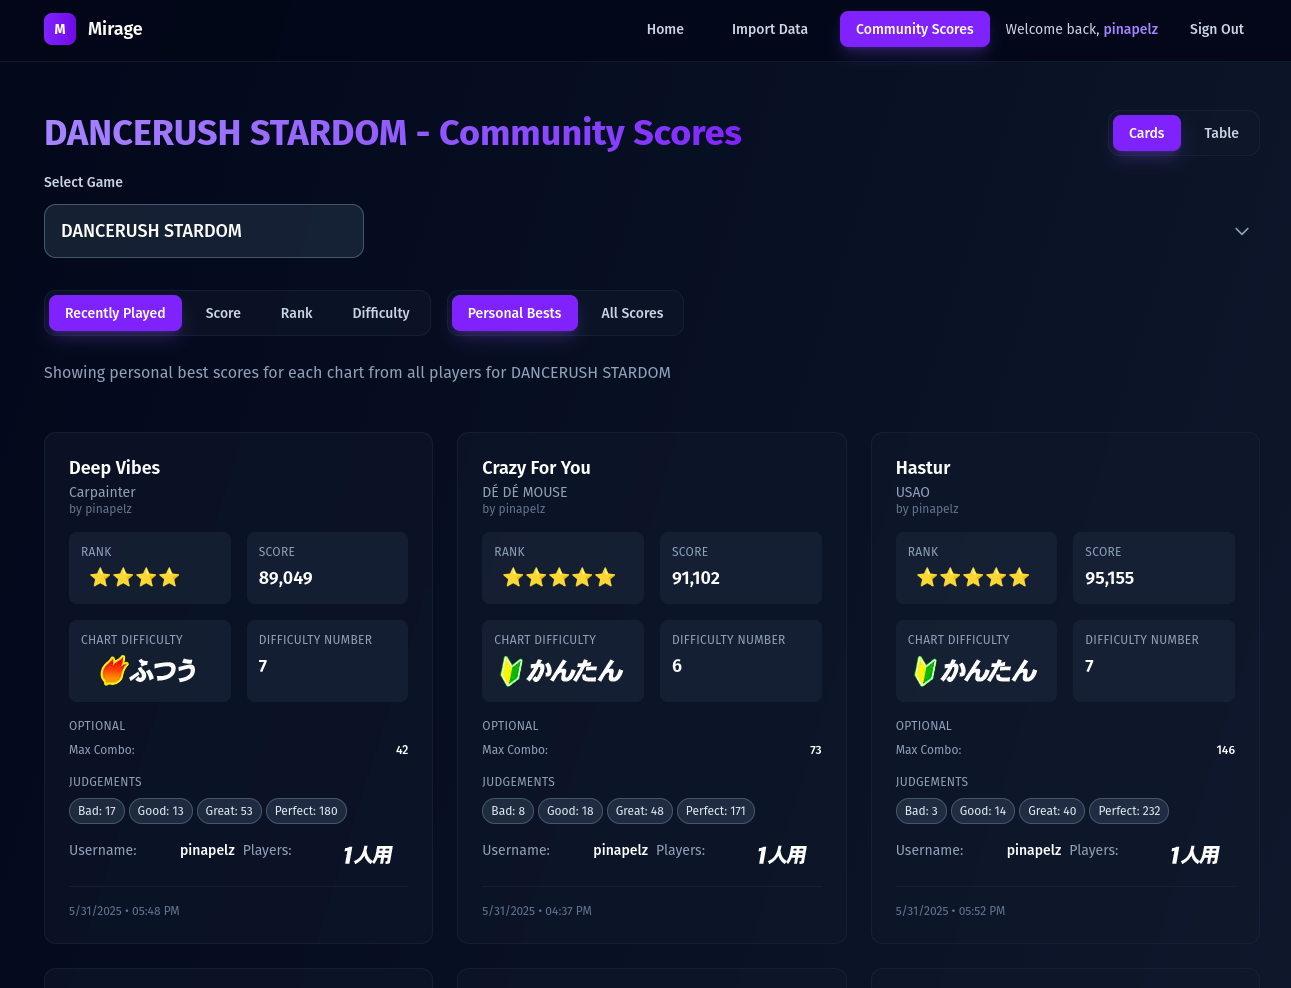 M Mirage Home Import Data Community Scores Welcome back, pinapelz Sign Out
DANCERUSH STARDOM - Community Scores Cards Table
Select Game
DANCERUSH STARDOM
Recently Played Score Rank Difficulty Personal Bests All Scores
Showing personal best scores for each chart from all players for DANCERUSH STARDOM
Deep Vibes
Carpainter
by pinapelz
RANK SCORE
89,049
CHART DIFFICULTY DIFFICULTY NUMBER
ふつう 7
OPTIONAL
Max Combo: 42
JUDGEMENTS
Bad: 17 Good: 13 Great: 53 Perfect: 180
Username: pinapelz Players: 1人用
5/31/2025 • 05:48 PM
Crazy For You
DÉ DÉ MOUSE
by pinapelz
RANK SCORE
91,102
CHART DIFFICULTY DIFFICULTY NUMBER
かんたん 6
OPTIONAL
Max Combo: 73
JUDGEMENTS
Bad: 8 Good: 18 Great: 48 Perfect: 171
Username: pinapelz Players: 1人用
5/31/2025 • 04:37 PM
Hastur
USAO
by pinapelz
RANK SCORE
95,155
CHART DIFFICULTY DIFFICULTY NUMBER
かんたん 7
OPTIONAL
Max Combo: 146
JUDGEMENTS
Bad: 3 Good: 14 Great: 40 Perfect: 232
Username: pinapelz Players: 1人用
5/31/2025 • 05:52 PM